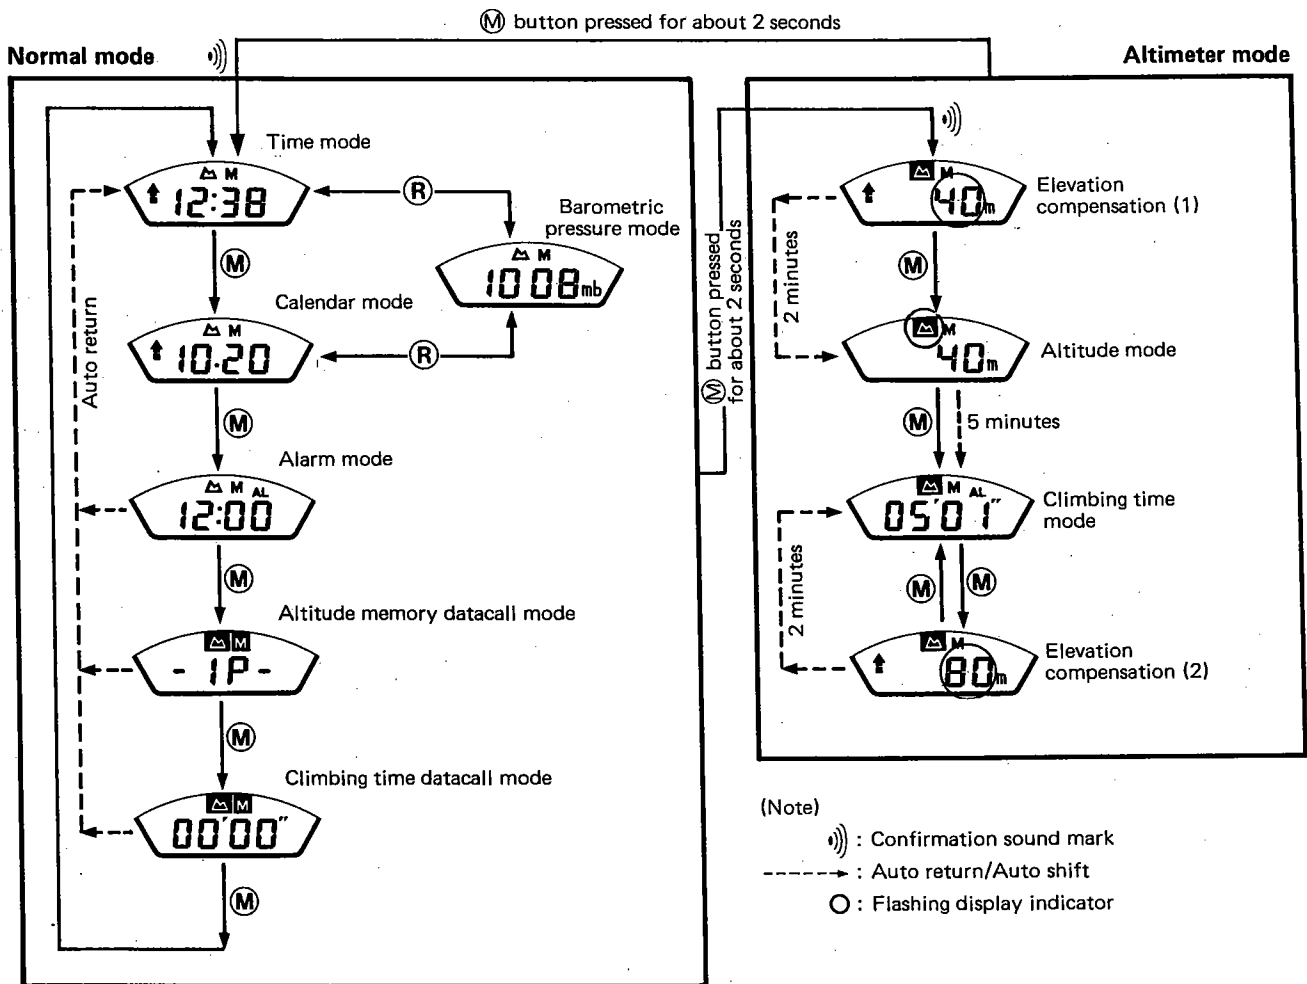 Ⓜ button pressed for about 2 seconds
Normal mode
Altimeter mode
Time mode
M
12:38
Ⓡ
Barometric
pressure mode
M
1008mb
Ⓜ
Calendar mode
M
10.20
Ⓡ
Auto return
Ⓜ
Alarm mode
M AL
12:00
Ⓜ
Altitude memory datacall mode
M
- 1P -
Ⓜ
Climbing time datacall mode
M
00'00"
Ⓜ
Ⓜ button pressed
for about 2 seconds
M
40m
Elevation
compensation (1)
2 minutes
Ⓜ
M
40m
Altitude mode
Ⓜ
5 minutes
M AL
05'01"
Climbing time
mode
2 minutes
Ⓜ
Ⓜ
M
80m
Elevation
compensation (2)
(Note)
: Confirmation sound mark
: Auto return/Auto shift
: Flashing display indicator